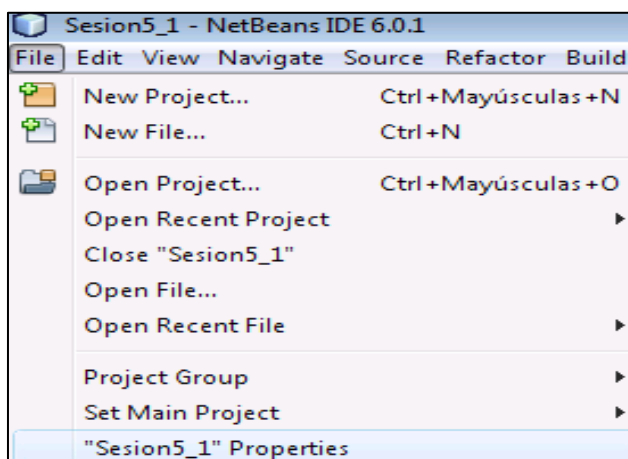 Sesion5_1 - NetBeans IDE 6.0.1
File Edit View Navigate Source Refactor Build
New Project... Ctrl+Mayúsculas+N
New File... Ctrl+N
Open Project... Ctrl+Mayúsculas+O
Open Recent Project
Close "Sesion5_1"
Open File...
Open Recent File
Project Group
Set Main Project
"Sesion5_1" Properties